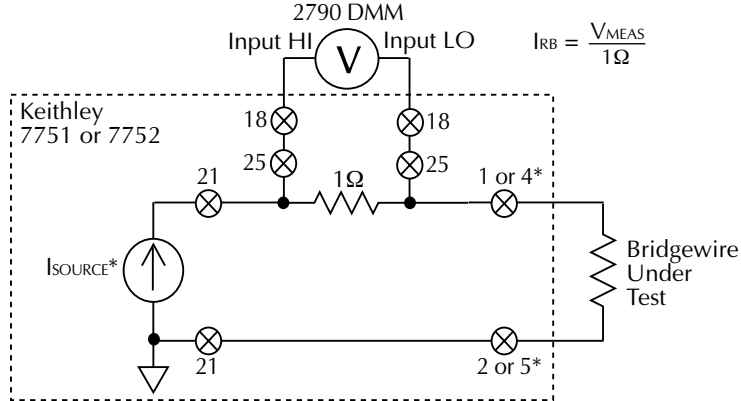 2790 DMM
Input HI
V
Input LO
IRB = VMEAS
1Ω
Keithley
7751 or 7752
18
18
25
25
21
1Ω
1 or 4*
ISOURCE*
Bridgewire
Under
Test
21
2 or 5*